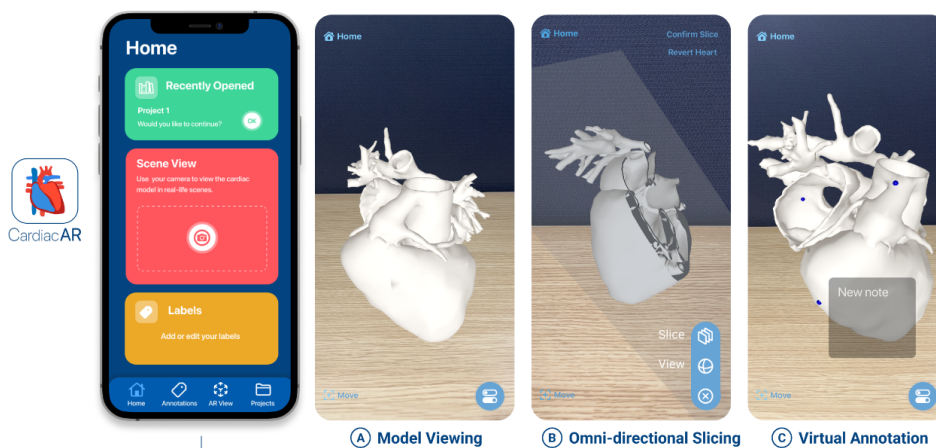 CardiacAR
Home
Recently Opened
Project 1
Would you like to continue?
OK
Scene View
Use your camera to view the cardiac
model in real-life scenes.
Labels
Add or edit your labels
Home
Annotations
AR View
Projects
Home
Move
A Model Viewing
Home
Confirm Slice
Revert Heart
Slice
View
Move
B Omni-directional Slicing
Home
New note
Move
C Virtual Annotation